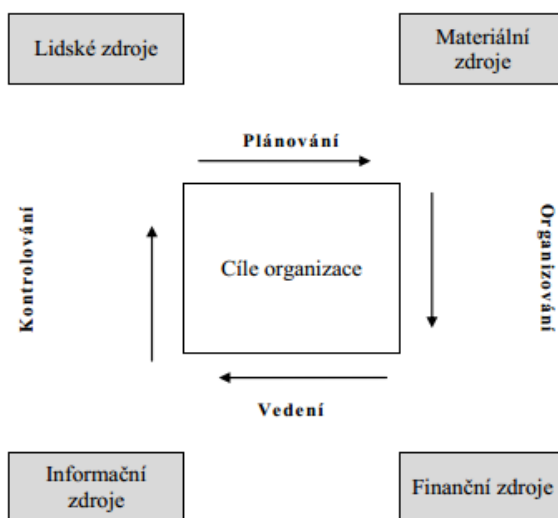 Lidské zdroje
Materiální
zdroje
Plánování
Kontrolování
Cíle organizace
Organizování
Vedení
Informační
zdroje
Finanční zdroje